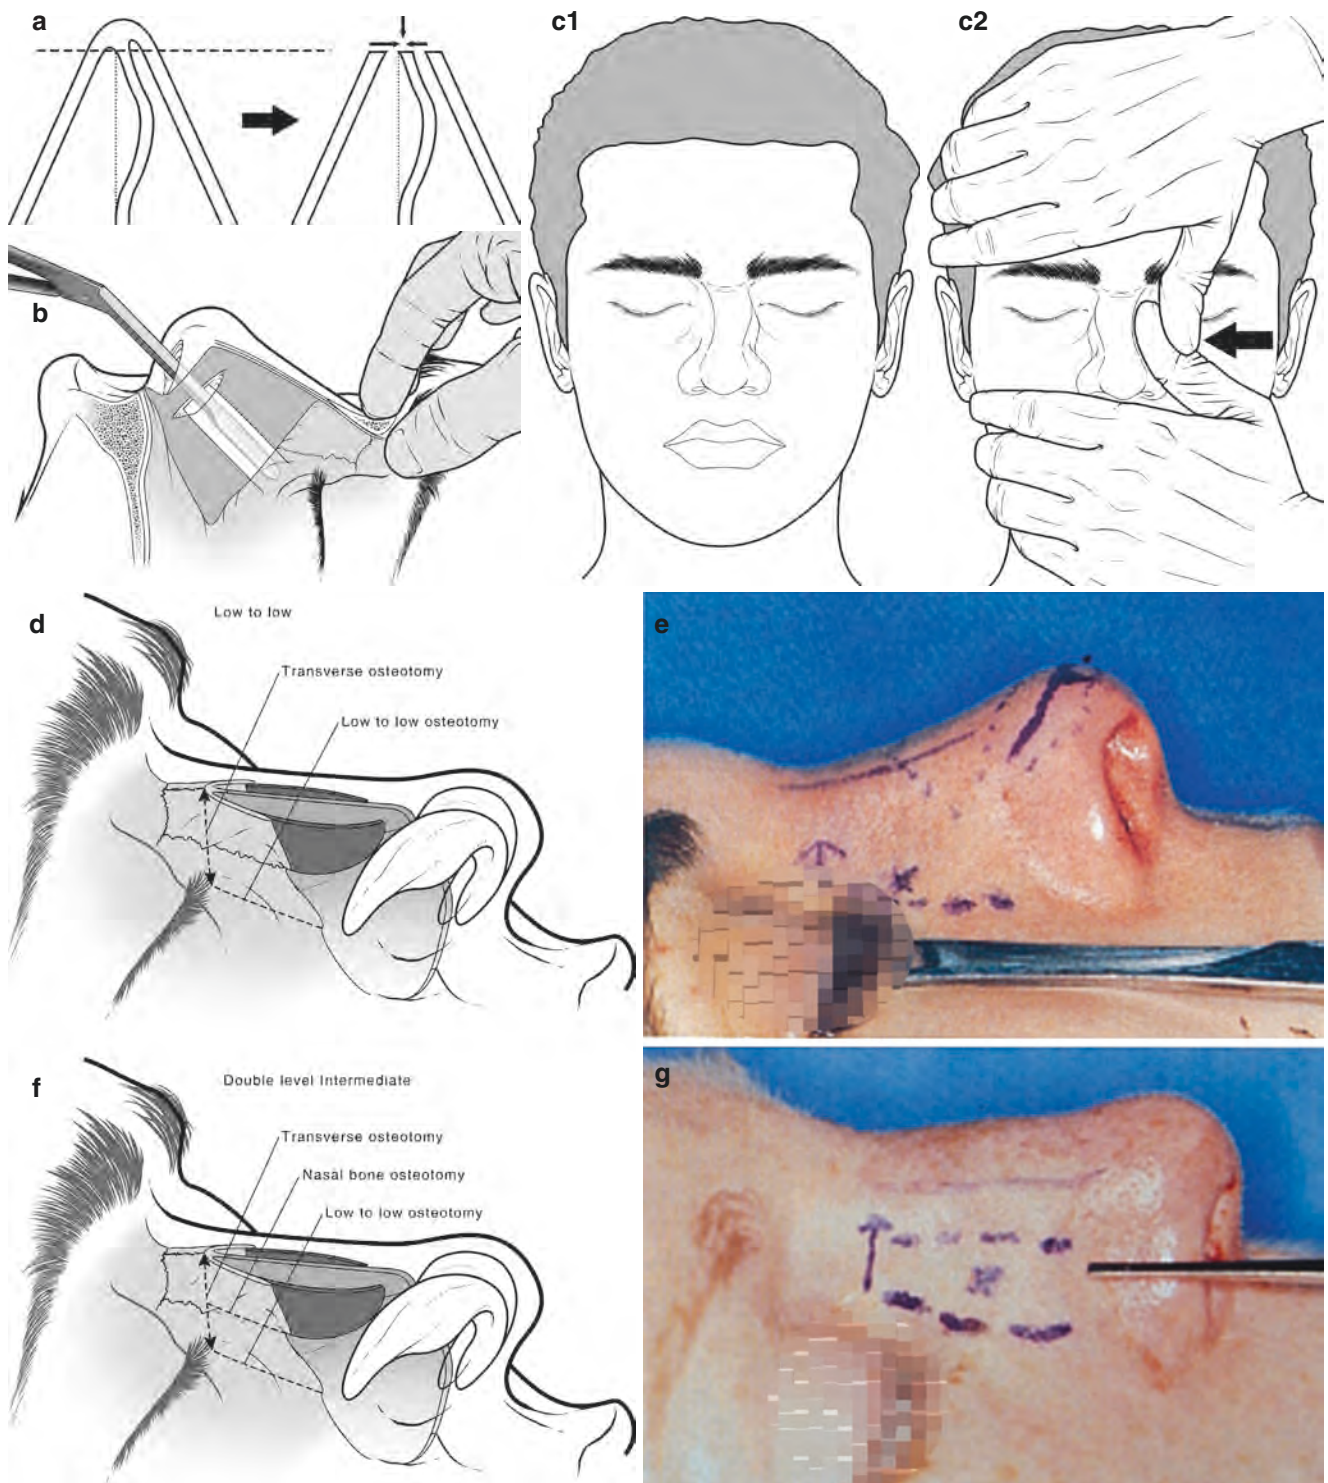 a
c1
c2
b
d
Low to low
Transverse osteotomy
Low to low osteotomy
e
f
Double level Intermediate
Transverse osteotomy
Nasal bone osteotomy
Low to low osteotomy
g